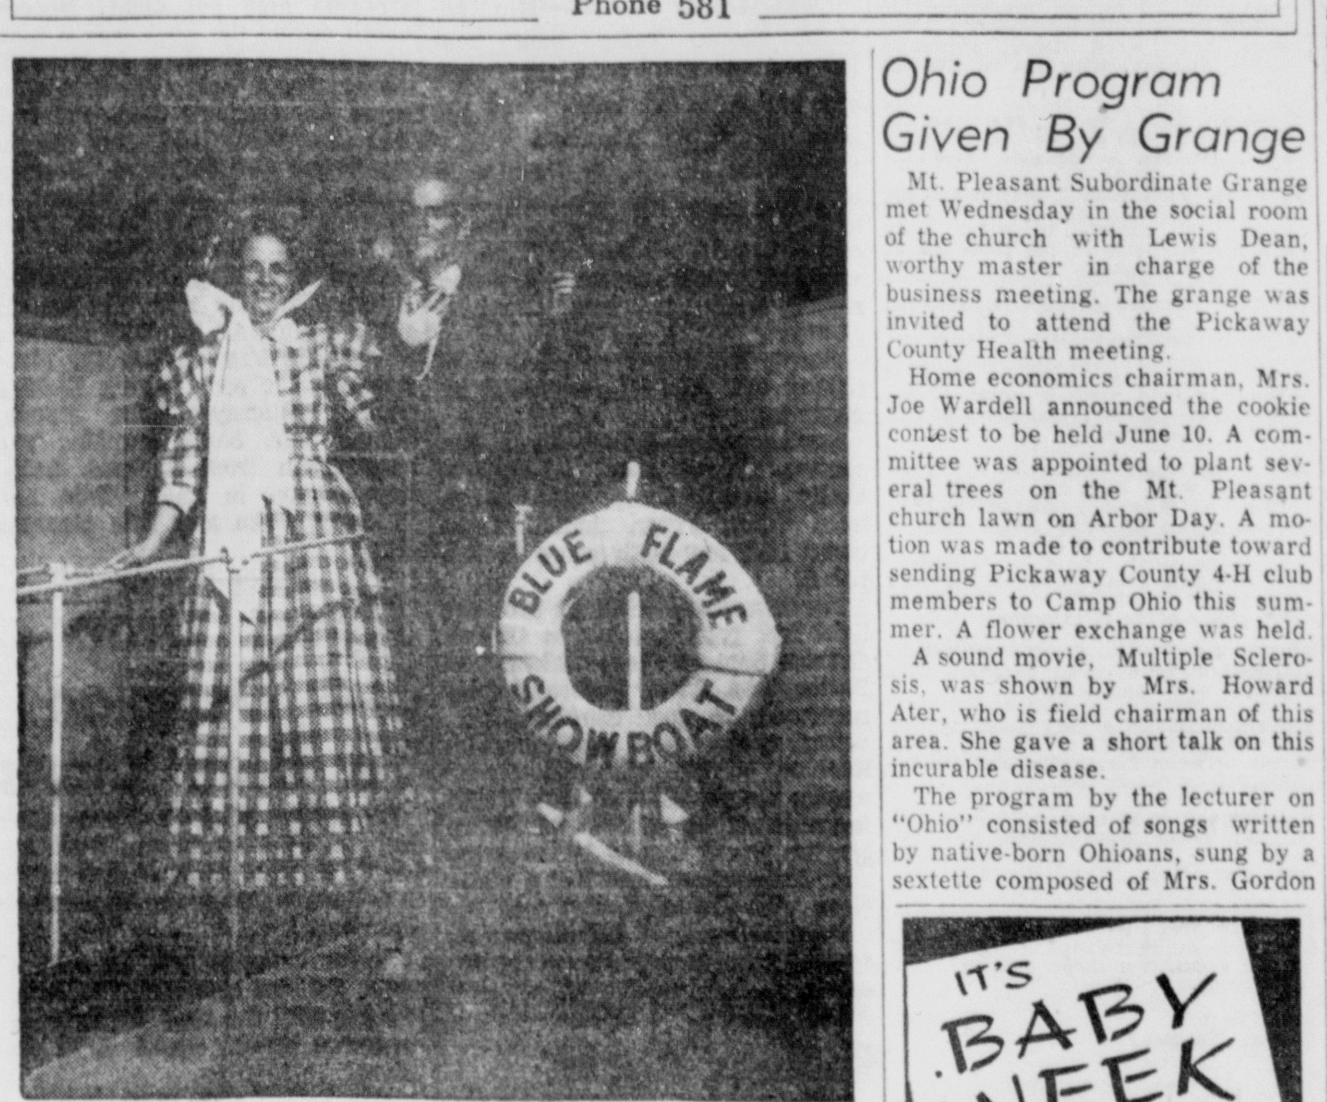 Phone 581
BLUE FLAME
SHOWBOAT
Ohio Program
Given By Grange
Mt. Pleasant Subordinate Grange
met Wednesday in the social room
of the church with Lewis Dean,
worthy master in charge of the
business meeting. The grange was
invited to attend the Pickaway
County Health meeting.
Home economics chairman, Mrs.
Joe Wardell announced the cookie
contest to be held June 10. A com-
mittee was appointed to plant sev-
eral trees on the Mt. Pleasant
church lawn on Arbor Day. A mo-
tion was made to contribute toward
sending Pickaway County 4-H club
members to Camp Ohio this sum-
mer. A flower exchange was held.
A sound movie, Multiple Sclero-
sis, was shown by Mrs. Howard
Ater, who is field chairman of this
area. She gave a short talk on this
incurable disease.
The program by the lecturer on
"Ohio" consisted of songs written
by native-born Ohioans, sung by a
sextette composed of Mrs. Gordon
IT'S
BABY
WEEK